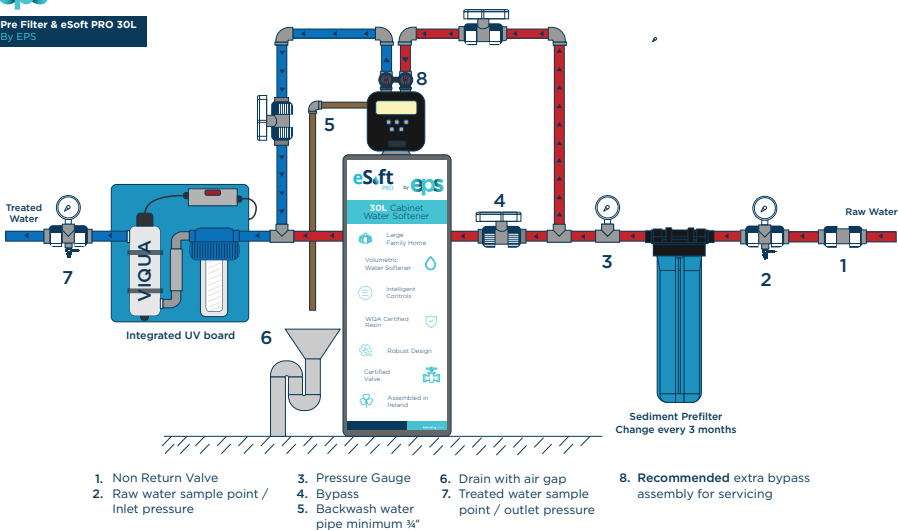 eps
Pre Filter & eSoft PRO 30L
By EPS
8
5
eSoft
PRO
by eps
30L Cabinet
Water Softener
Large
Family Home
Volumetric
Water Softener
Intelligent
Controls
WQA Certified
Resin
Robust Design
Certified
Valve
Assembled in
Ireland
4
Treated
Water
Raw Water
7
VIQUA
3
2
1
Integrated UV board
6
Sediment Prefilter
Change every 3 months
1. Non Return Valve
2. Raw water sample point /
Inlet pressure
3. Pressure Gauge
4. Bypass
5. Backwash water
pipe minimum ¾"
6. Drain with air gap
7. Treated water sample
point / outlet pressure
8. Recommended extra bypass
assembly for servicing